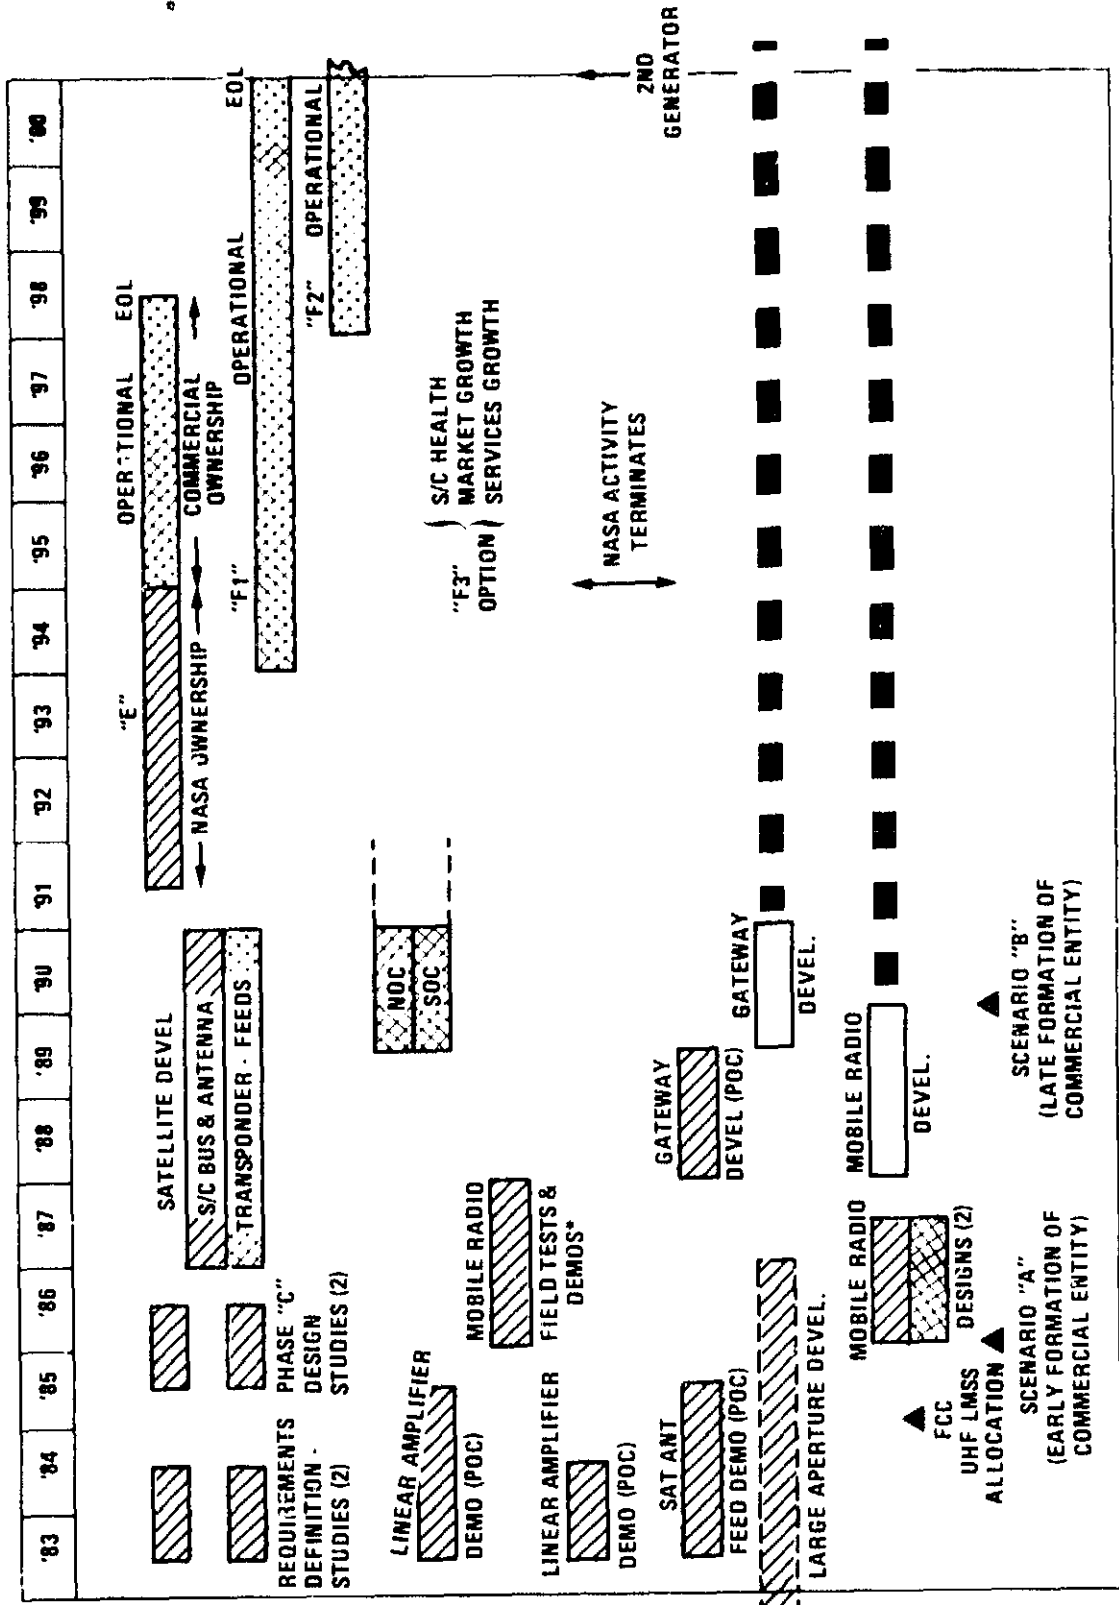 '83 '84 '85 '86 '87 '88 '89 '90 '91 '92 '93 '94 '95 '96 '97 '98 '99 '00
"E"
OPERATIONAL
EOL
NASA OWNERSHIP
COMMERCIAL
OWNERSHIP
SATELLITE DEVEL
S/C BUS & ANTENNA
TRANSPONDER - FEEDS
REQUIREMENTS
DEFINITION -
STUDIES (2)
PHASE "C"
DESIGN
STUDIES (2)
"F1"
OPERATIONAL
EOL
"F2"
OPERATIONAL
NOC
SOC
"F3"
OPTION
S/C HEALTH
MARKET GROWTH
SERVICES GROWTH
LINEAR AMPLIFIER
DEMO (POC)
MOBILE RADIO
FIELD TESTS &
DEMOS*
LINEAR AMPLIFIER
DEMO (POC)
NASA ACTIVITY
TERMINATES
2ND
GENERATOR
SAT ANT
FEED DEMO (POC)
GATEWAY
DEVEL (POC)
GATEWAY
DEVEL.
LARGE APERTURE DEVEL.
MOBILE RADIO
DESIGNS (2)
MOBILE RADIO
DEVEL.
FCC
UHF LMSS
ALLOCATION
SCENARIO "A"
(EARLY FORMATION OF
COMMERCIAL ENTITY)
SCENARIO "B"
(LATE FORMATION OF
COMMERCIAL ENTITY)